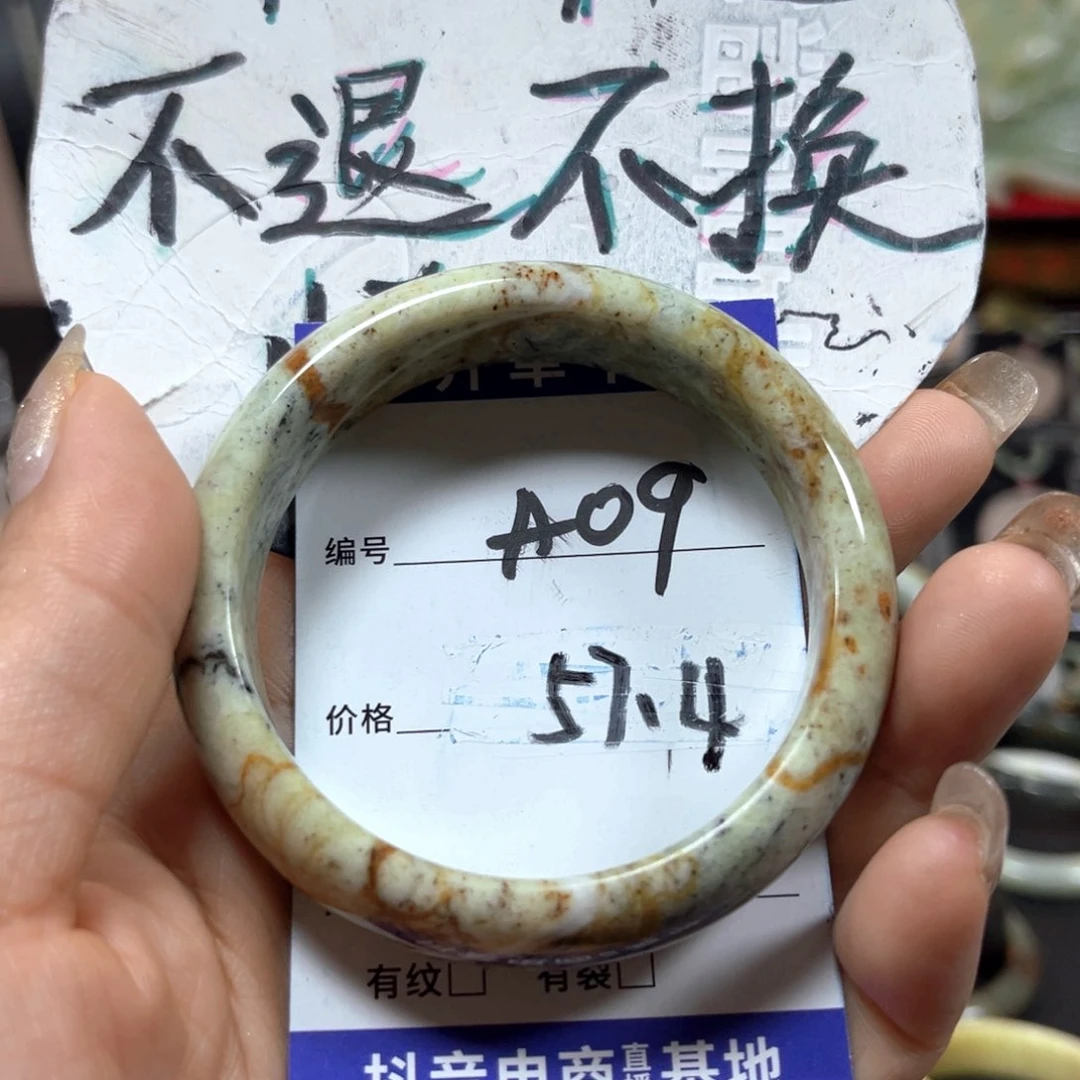 不退不换
编号 A09
价格 57.4
有纹□ 有裂□
抖音电商直播基地